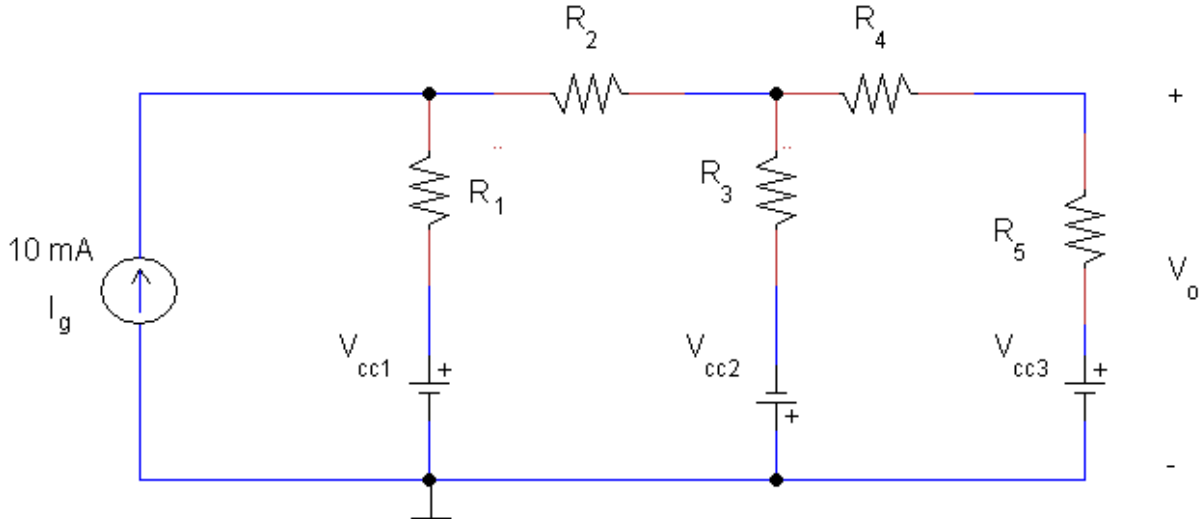 R2
R4
R1
R3
R5
10 mA
Ig
Vcc1
Vcc2
Vcc3
+
+
+
+
Vo
-